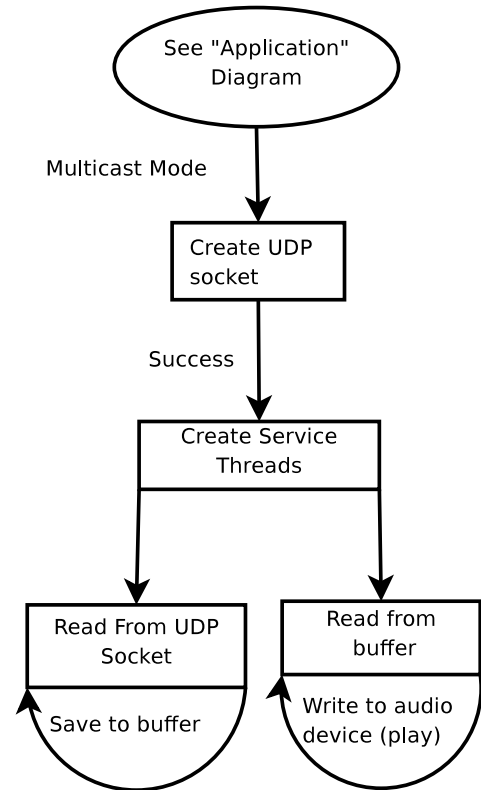 See "Application"
Diagram
Multicast Mode
Create UDP
socket
Success
Create Service
Threads
Read From UDP
Socket
Save to buffer
Read from
buffer
Write to audio
device (play)